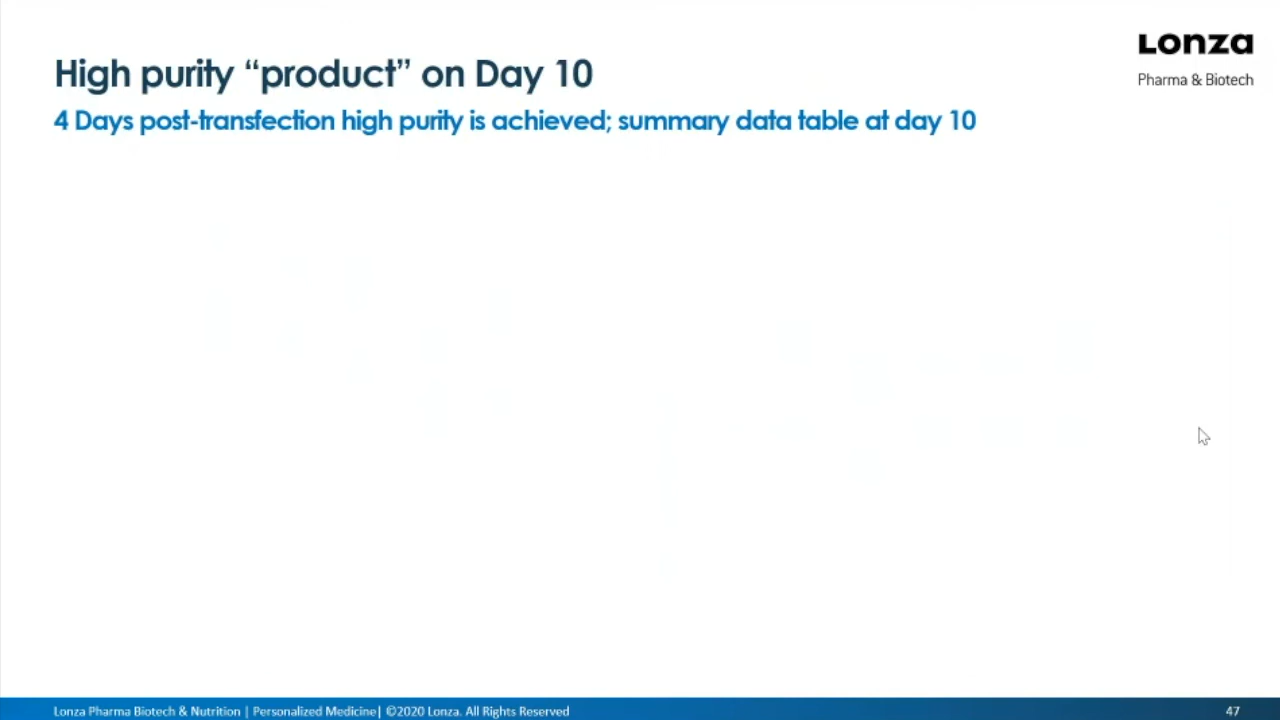 Lonza
Pharma & Biotech
High purity “product” on Day 10
4 Days post-transfection high purity is achieved; summary data table at day 10
Lonza Pharma Biotech & Nutrition | Personalized Medicine| ©2020 Lonza. All Rights Reserved
47